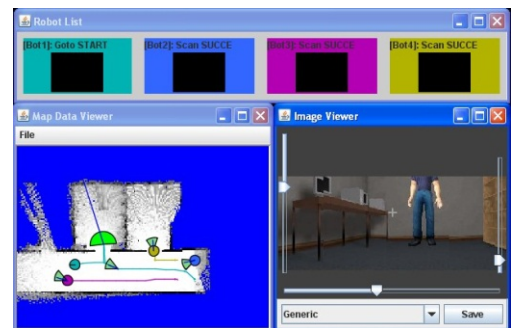 Robot List
[Bot1]: Goto START
[Bot2]: Scan SUCCE
[Bot3]: Scan SUCCE
[Bot4]: Scan SUCCE
Map Data Viewer
File
Image Viewer
Generic
Save